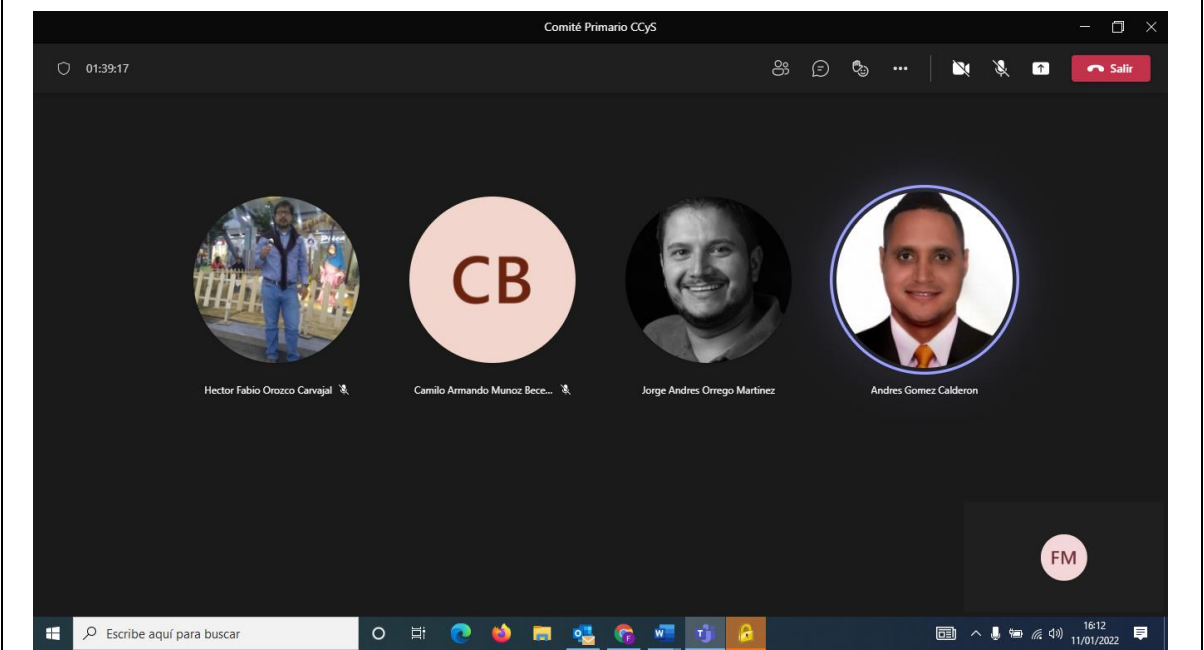 Comité Primario CCyS
01:39:17
Salir
CB
Hector Fabio Orozco Carvajal
Camilo Armando Munoz Bece...
Jorge Andres Orrego Martinez
Andres Gomez Calderon
FM
Escribe aquí para buscar
16:12
11/01/2022